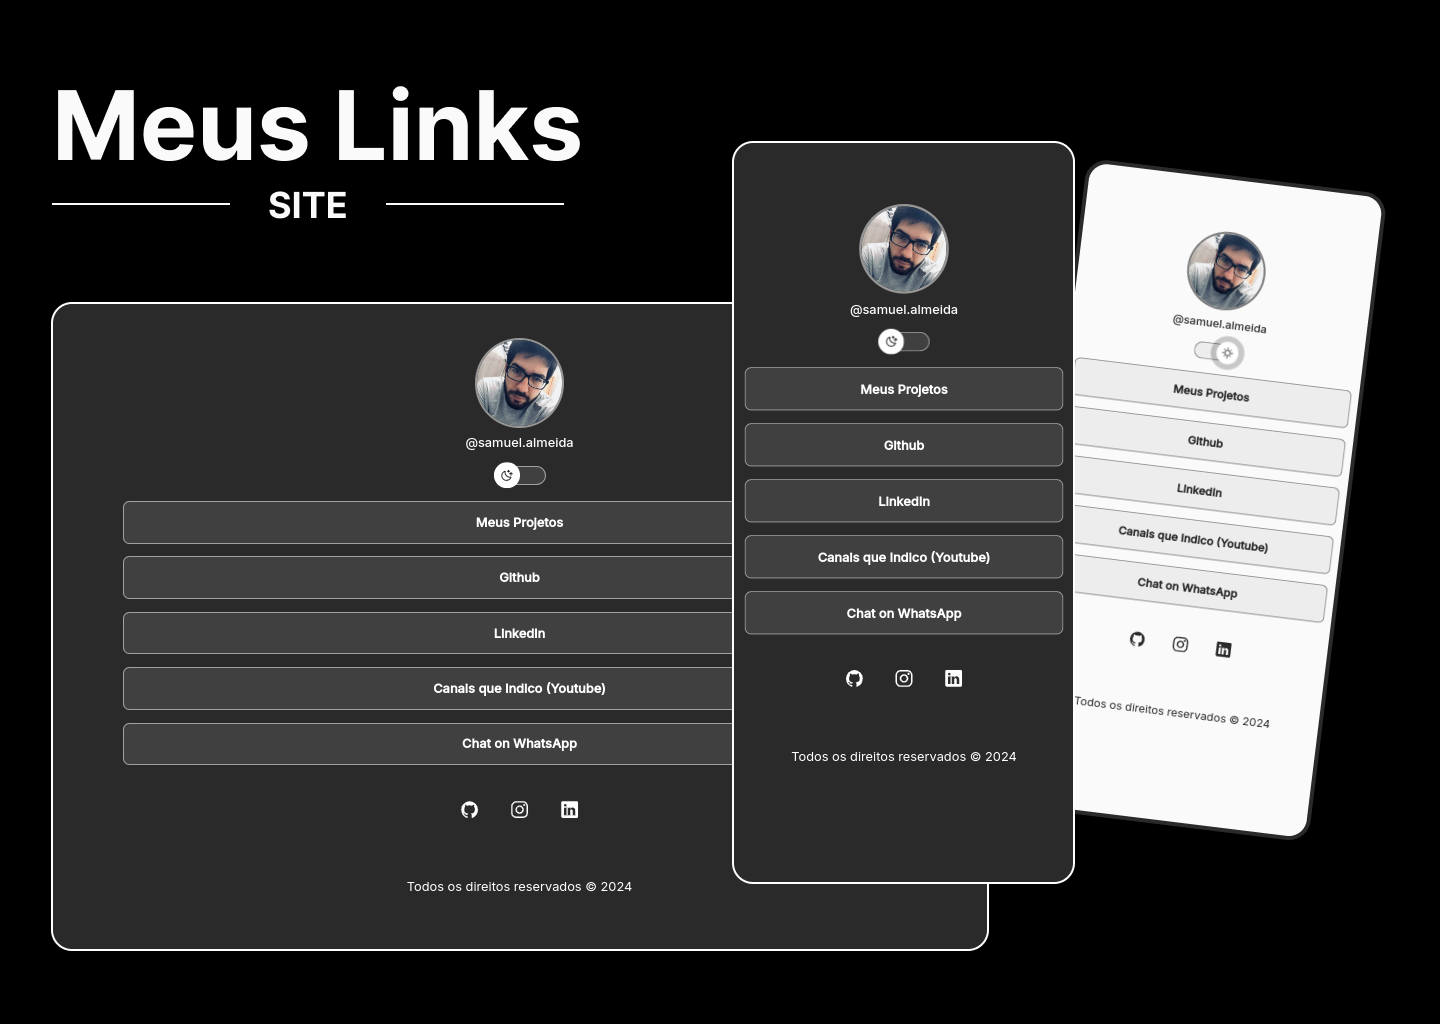 Meus Links
SITE
@samuel.almeida
Meus Projetos
Github
Linkedin
Canais que indico (Youtube)
Chat on WhatsApp
Todos os direitos reservados © 2024
@samuel.almeida
Meus Projetos
Github
Linkedin
Canais que indico (Youtube)
Chat on WhatsApp
Todos os direitos reservados © 2024
@samuel.almeida
Meus Projetos
Github
Linkedin
Canais que indico (Youtube)
Chat on WhatsApp
Todos os direitos reservados © 2024